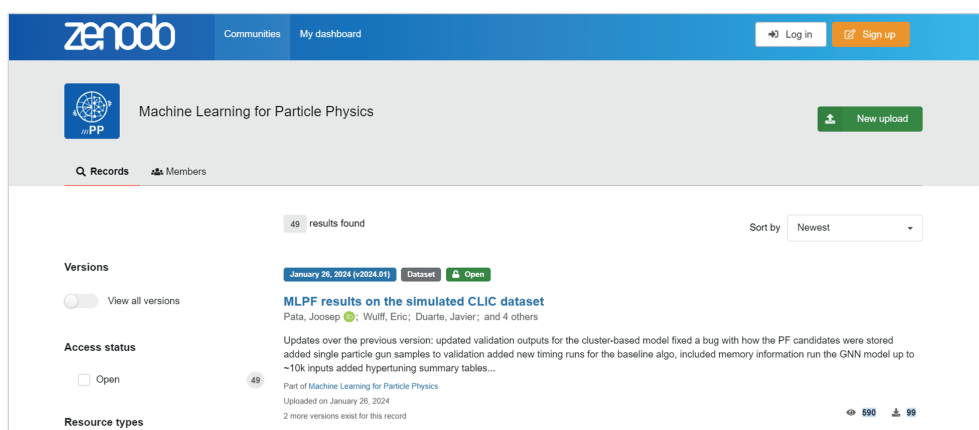 zenodo
Communities My dashboard
Log in Sign up
Machine Learning for Particle Physics
mPP
New upload
Records Members
49 results found
Sort by Newest
Versions
View all versions
Access status
Open 49
Resource types
January 26, 2024 (v2024.01) Dataset Open
MLPF results on the simulated CLIC dataset
Pata, Joosep iD; Wulff, Eric; Duarte, Javier; and 4 others
Updates over the previous version: updated validation outputs for the cluster-based model fixed a bug with how the PF candidates were stored
added single particle gun samples to validation added new timing runs for the baseline algo, included memory information run the GNN model up to
~10k inputs added hypertuning summary tables...
Part of Machine Learning for Particle Physics
Uploaded on January 26, 2024
2 more versions exist for this record
590 99